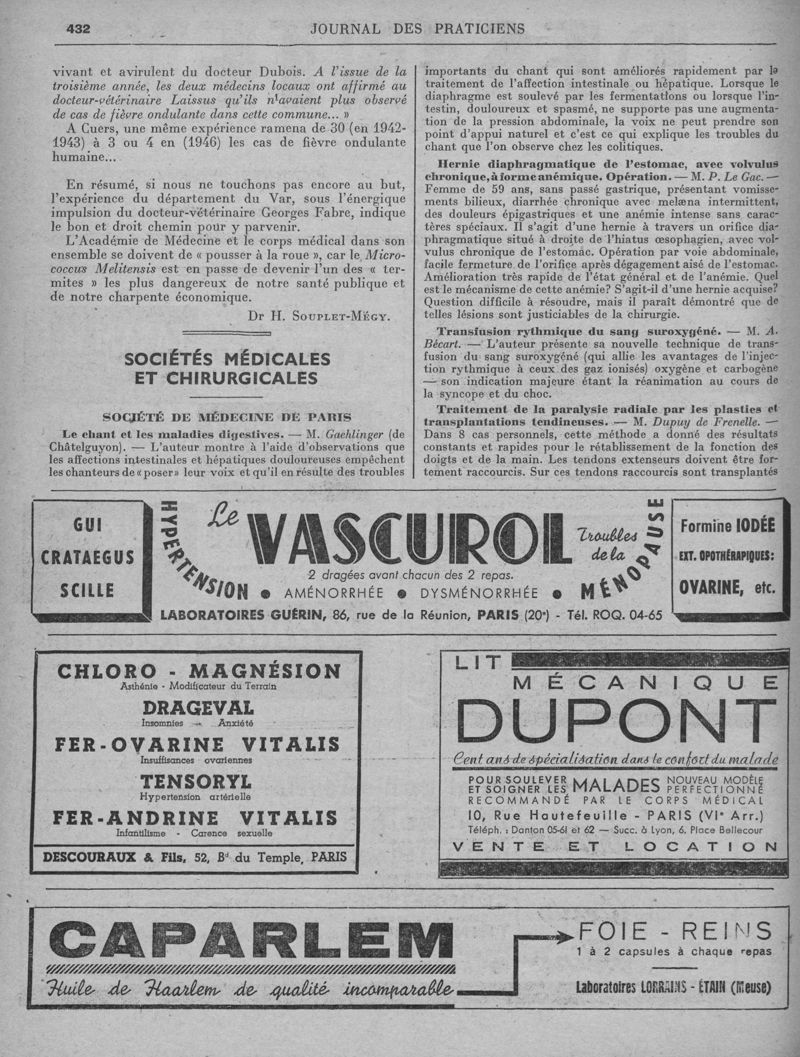 432
JOURNAL DES PRATICIENS
vivant et avirulent du docteur Dubois. A l'issue de la
troisième année, les deux médecins locaux ont affirmé au
docteur-vétérinaire Laissus qu'ils n'avaient plus observé
de cas de fièvre ondulante dans cette commune... »
A Cuers, une même expérience ramena de 30 (en 1942-
1943) à 3 ou 4 en (1946) les cas de fièvre ondulante
humaine...
En résumé, si nous ne touchons pas encore au but,
l'expérience du département du Var, sous l'énergique
impulsion du docteur-vétérinaire Georges Fabre, indique
le bon et droit chemin pour y parvenir.
L'Académie de Médecine et le corps médical dans son
ensemble se doivent de « pousser à la roue », car le Micro-
coccus Melitensis est en passe de devenir l'un des « ter-
mites » les plus dangereux de notre santé publique et
de notre charpente économique.
Dr H. SOUPLET-MÉGY.
SOCIÉTÉS MÉDICALES
ET CHIRURGICALES
SOCIÉTÉ DE MÉDECINE DE PARIS
Le chant et les maladies digestives. — M. Gaehlinger (de
Châtelguyon). — L'auteur montre à l'aide d'observations que
les affections intestinales et hépatiques douloureuses empêchent
les chanteurs de « poser » leur voix et qu'il en résulte des troubles
importants du chant qui sont améliorés rapidement par le
traitement de l'affection intestinale ou hépatique. Lorsque le
diaphragme est soulevé par les fermentations ou lorsque l'in-
testin, douloureux et spasmé, ne supporte pas une augmenta-
tion de la pression abdominale, la voix ne peut prendre son
point d'appui naturel et c'est ce qui explique les troubles du
chant que l'on observe chez les colitiques.
Hernie diaphragmatique de l'estomac, avec volvulus
chronique, à forme anémique. Opération. — M. P. Le Gac. —
Femme de 59 ans, sans passé gastrique, présentant vomisse-
ments bilieux, diarrhée chronique avec melæna intermittent,
des douleurs épigastriques et une anémie intense sans carac-
tères spéciaux. Il s'agit d'une hernie à travers un orifice dia-
phragmatique situé à droite de l'hiatus œsophagien, avec vol-
vulus chronique de l'estomac. Opération par voie abdominale,
facile fermeture de l'orifice après dégagement aisé de l'estomac.
Amélioration très rapide de l'état général et de l'anémie. Quel
est le mécanisme de cette anémie? S'agit-il d'une hernie acquise?
Question difficile à résoudre, mais il paraît démontré que de
telles lésions sont justiciables de la chirurgie.
Transfusion rythmique du sang suroxygéné. — M. A.
Bécart. — L'auteur présente sa nouvelle technique de trans-
fusion du sang suroxygéné (qui allie les avantages de l'injec-
tion rythmique à ceux des gaz ionisés) oxygène et carbogène
— son indication majeure étant la réanimation au cours de
la syncope et du choc.
Traitement de la paralysie radiale par les plasties et
transplantations tendineuses. — M. Dupuy de Frenelle. —
Dans 8 cas personnels, cette méthode a donné des résultats
constants et rapides pour le rétablissement de la fonction des
doigts et de la main. Les tendons extenseurs doivent être for-
tement raccourcis. Sur ces tendons raccourcis sont transplantés
GUI
CRATAEGUS
SCILLE
HYPERTENSION
Le
VASCUROL
Troubles
de la
MÉNOPAUSE
2 dragées avant chacun des 2 repas.
● AMÉNORRHÉE ● DYSMÉNORRHÉE ●
LABORATOIRES GUÉRIN, 86, rue de la Réunion, PARIS (20e) - Tél. ROQ. 04-65
Formine IODÉE
EXT. OPOTHÉRAPIQUES:
OVARINE, etc.
CHLORO - MAGNÉSION
Asthénie - Modificateur du Terrain
DRAGEVAL
Insomnies - Anxiété
FER-OVARINE VITALIS
Insuffisances ovariennes
TENSORYL
Hypertension artérielle
FER-ANDRINE VITALIS
Infantilisme - Carence sexuelle
DESCOURAUX & Fils, 52, Bd du Temple, PARIS
LIT
MÉCANIQUE
DUPONT
Cent ans de spécialisation dans le confort du malade
POUR SOULEVER
ET SOIGNER LES
MALADES
NOUVEAU MODÈLE
PERFECTIONNÉ
RECOMMANDÉ PAR LE CORPS MÉDICAL
10, Rue Hautefeuille - PARIS (VIe Arr.)
Téléph. : Danton 05-61 et 62 — Succ. à Lyon, 6, Place Bellecour
VENTE ET LOCATION
CAPARLEM
Huile de Haarlem de qualité incomparable
FOIE - REINS
1 à 2 capsules à chaque repas
Laboratoires LORRAINS - ÉTAIN (Meuse)